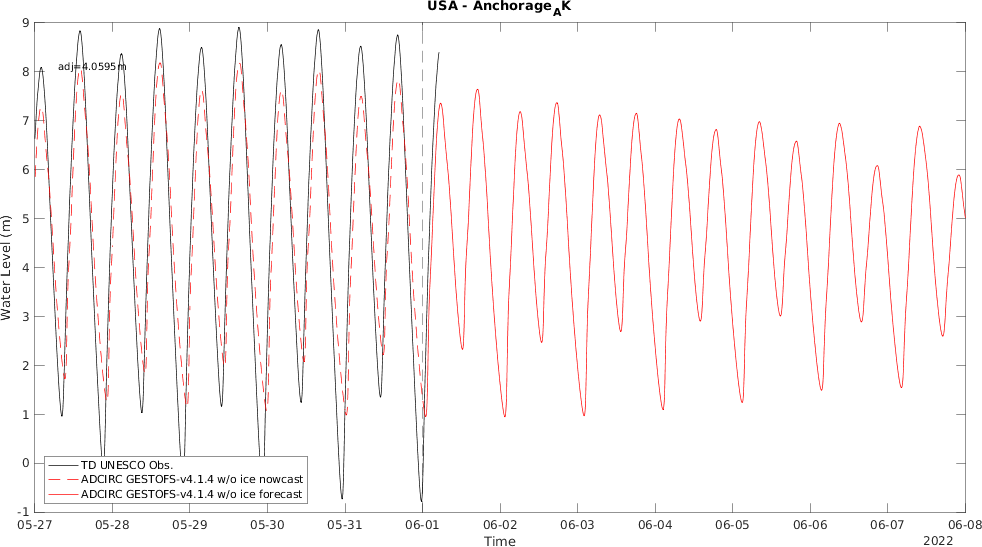 USA - Anchorage_AK
9
8
7
6
5
4
3
2
1
0
-1
Water Level (m)
adj=4.0595m
TD UNESCO Obs.
ADCIRC GESTOFS-v4.1.4 w/o ice nowcast
ADCIRC GESTOFS-v4.1.4 w/o ice forecast
05-27 05-28 05-29 05-30 05-31 06-01 06-02 06-03 06-04 06-05 06-06 06-07 06-08
Time
2022